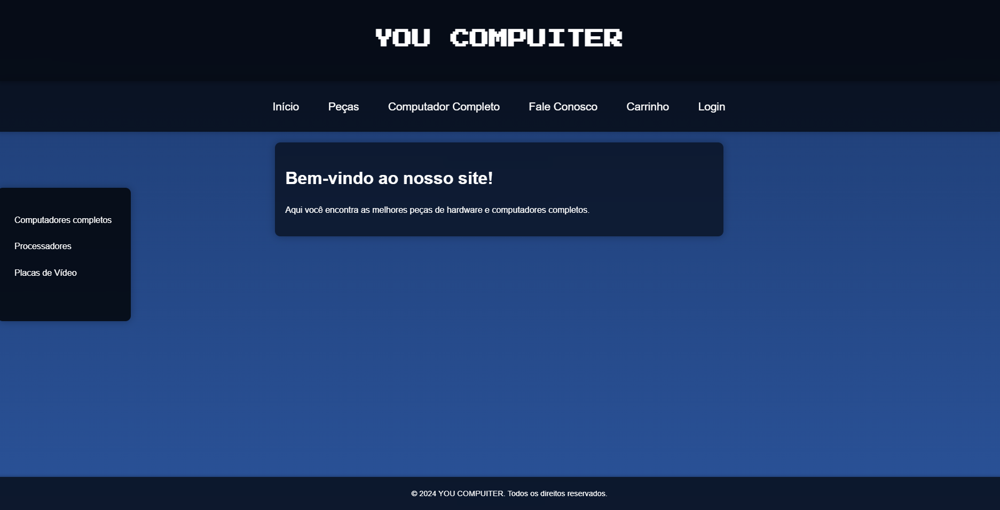 YOU COMPUITER
Início Peças Computador Completo Fale Conosco Carrinho Login
Bem-vindo ao nosso site!
Aqui você encontra as melhores peças de hardware e computadores completos.
Computadores completos
Processadores
Placas de Vídeo
© 2024 YOU COMPUITER. Todos os direitos reservados.